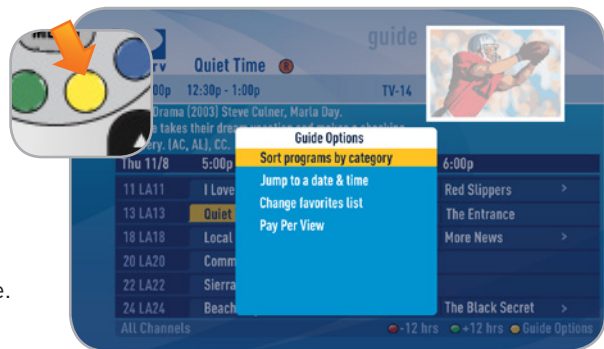 guide
Quiet Time ®
00p 12:30p - 1:00p TV-14
Drama (2003) Steve Culner, Marla Day.
takes their dream vacation and makes a shocking
ery. (AC, AL), CC.
Guide Options
Sort programs by category
Jump to a date & time
Change favorites list
Pay Per View
Thu 11/8 5:00p 6:00p
11 LA11 I Love Red Slippers >
13 LA13 Quiet The Entrance
18 LA18 Local More News >
20 LA20 Comm
22 LA22 Sierra
24 LA24 Beach The Black Secret >
All Channels -12 hrs +12 hrs Guide Options
e.